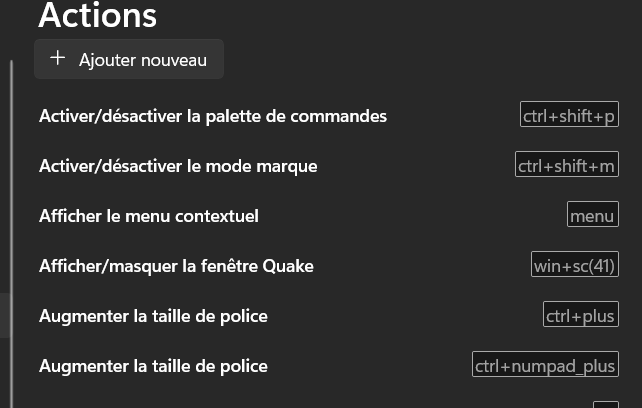 Actions
+ Ajouter nouveau
Activer/désactiver la palette de commandes ctrl+shift+p
Activer/désactiver le mode marque ctrl+shift+m
Afficher le menu contextuel menu
Afficher/masquer la fenêtre Quake win+sc(41)
Augmenter la taille de police ctrl+plus
Augmenter la taille de police ctrl+numpad_plus